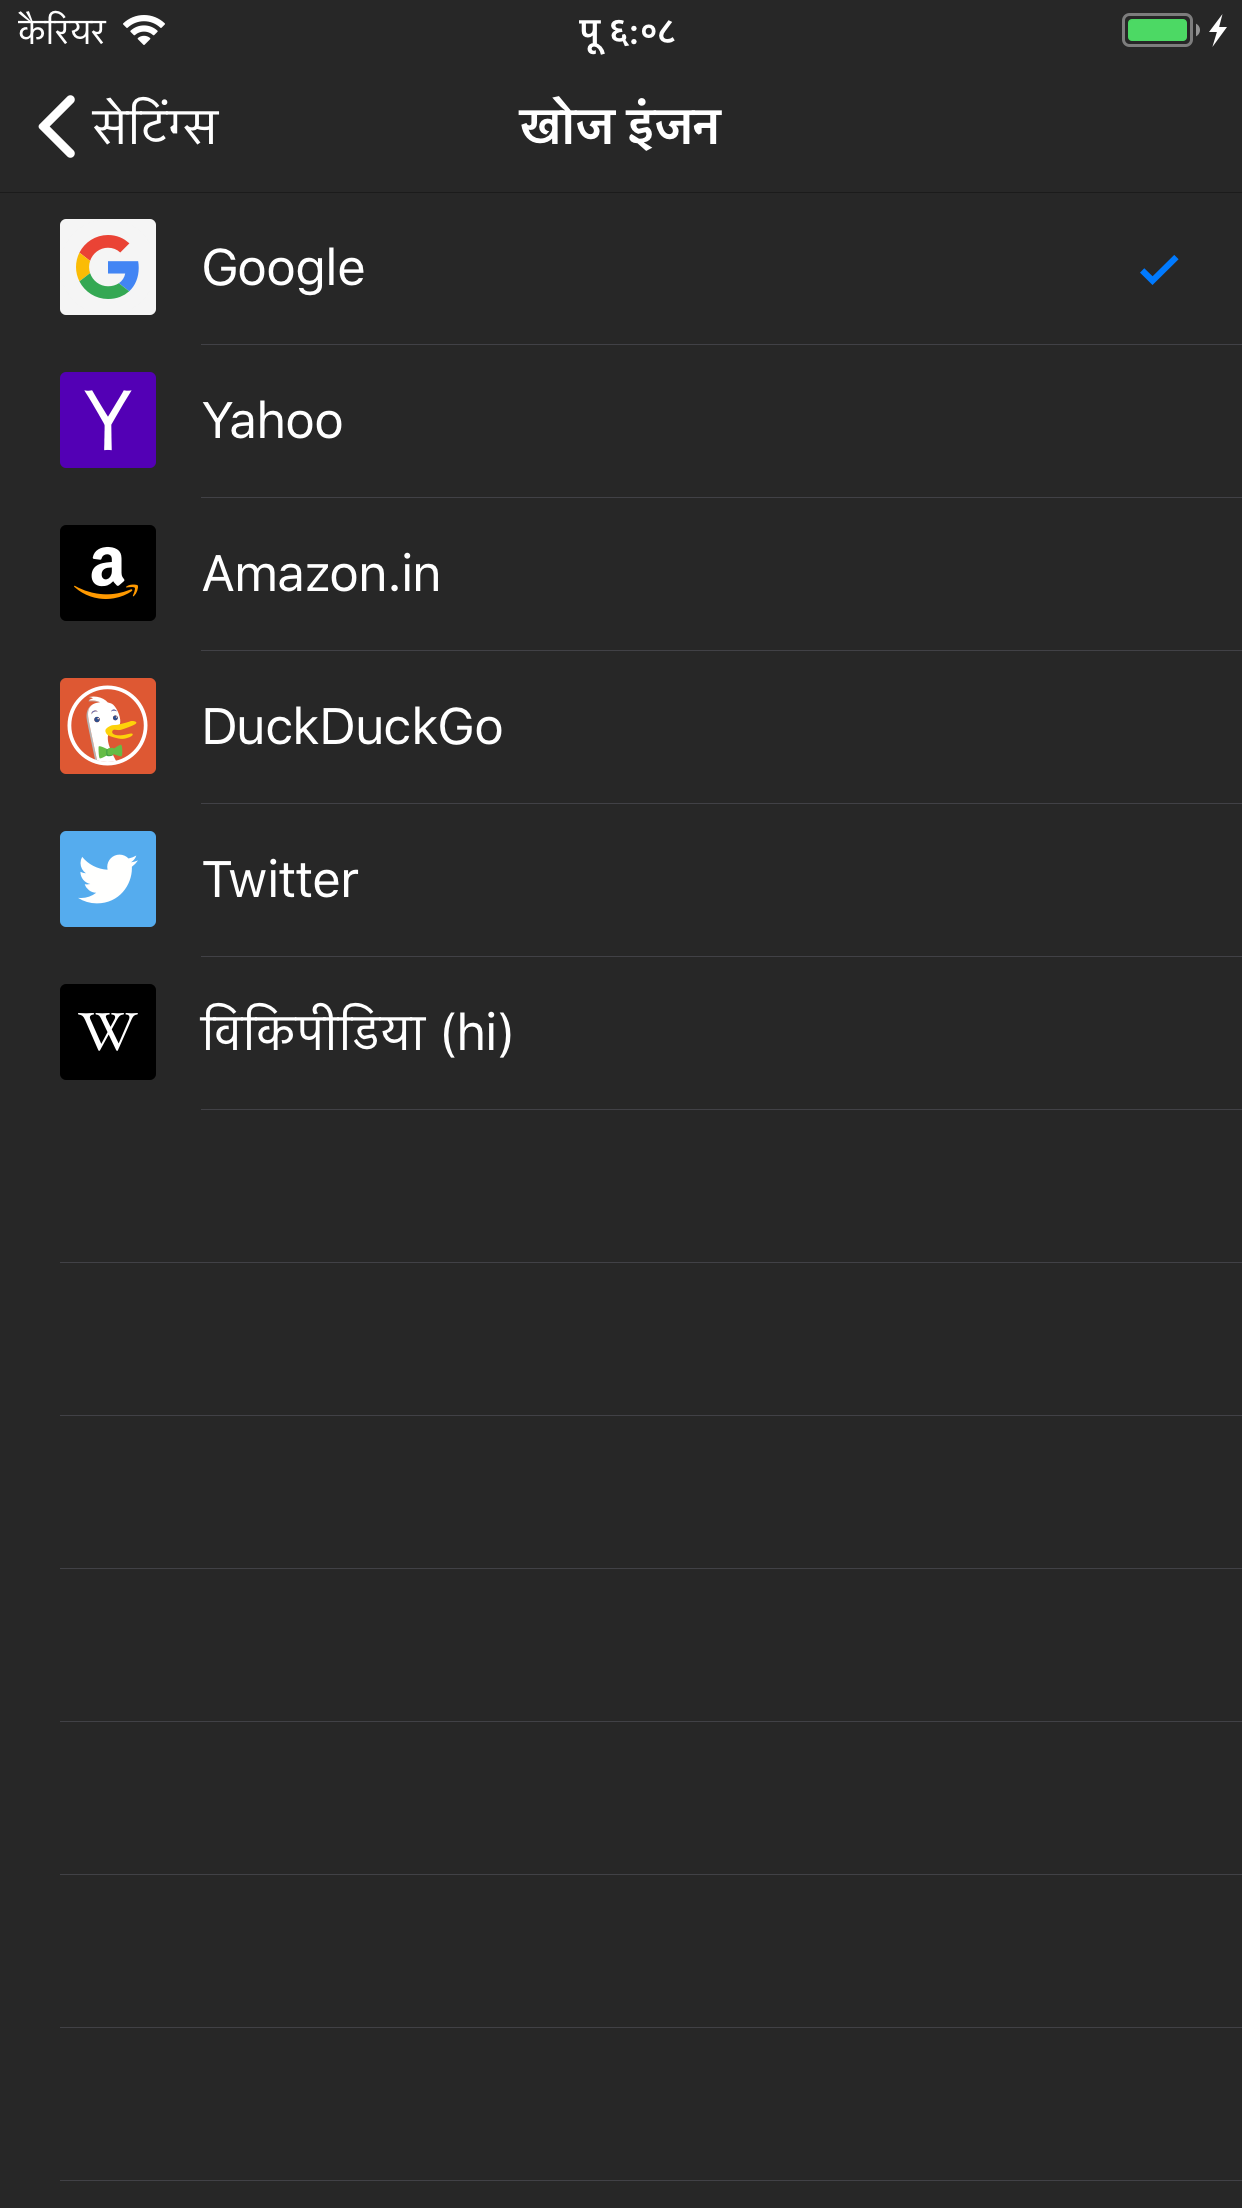 कैरियर
पू ६:०८
सेटिंग्स
खोज इंजन
Google
Yahoo
Amazon.in
DuckDuckGo
Twitter
विकिपीडिया (hi)